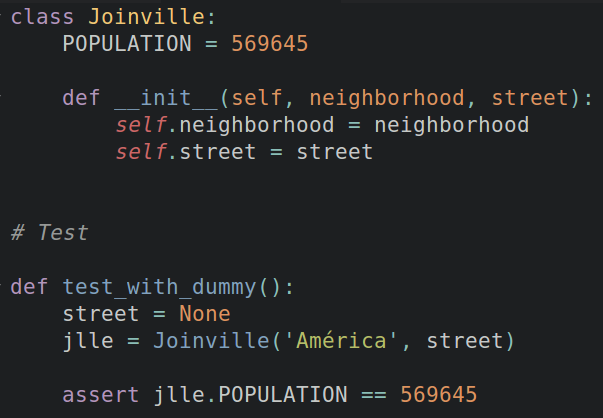 class Joinville:
    POPULATION = 569645
    def __init__(self, neighborhood, street):
        self.neighborhood = neighborhood
        self.street = street
# Test
def test_with_dummy():
    street = None
    jlle = Joinville('América', street)
    assert jlle.POPULATION == 569645